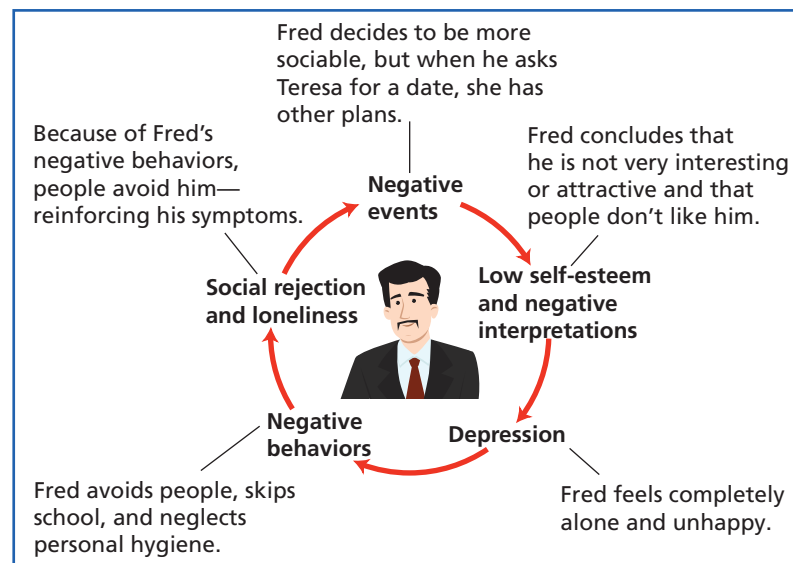 Fred decides to be more
sociable, but when he asks
Teresa for a date, she has
other plans.
Because of Fred’s
negative behaviors,
people avoid him—
reinforcing his symptoms.
Fred concludes that
he is not very interesting
or attractive and that
people don’t like him.
Negative
events
Social rejection
and loneliness
Low self-esteem
and negative
interpretations
Negative
behaviors
Depression
Fred avoids people, skips
school, and neglects
personal hygiene.
Fred feels completely
alone and unhappy.